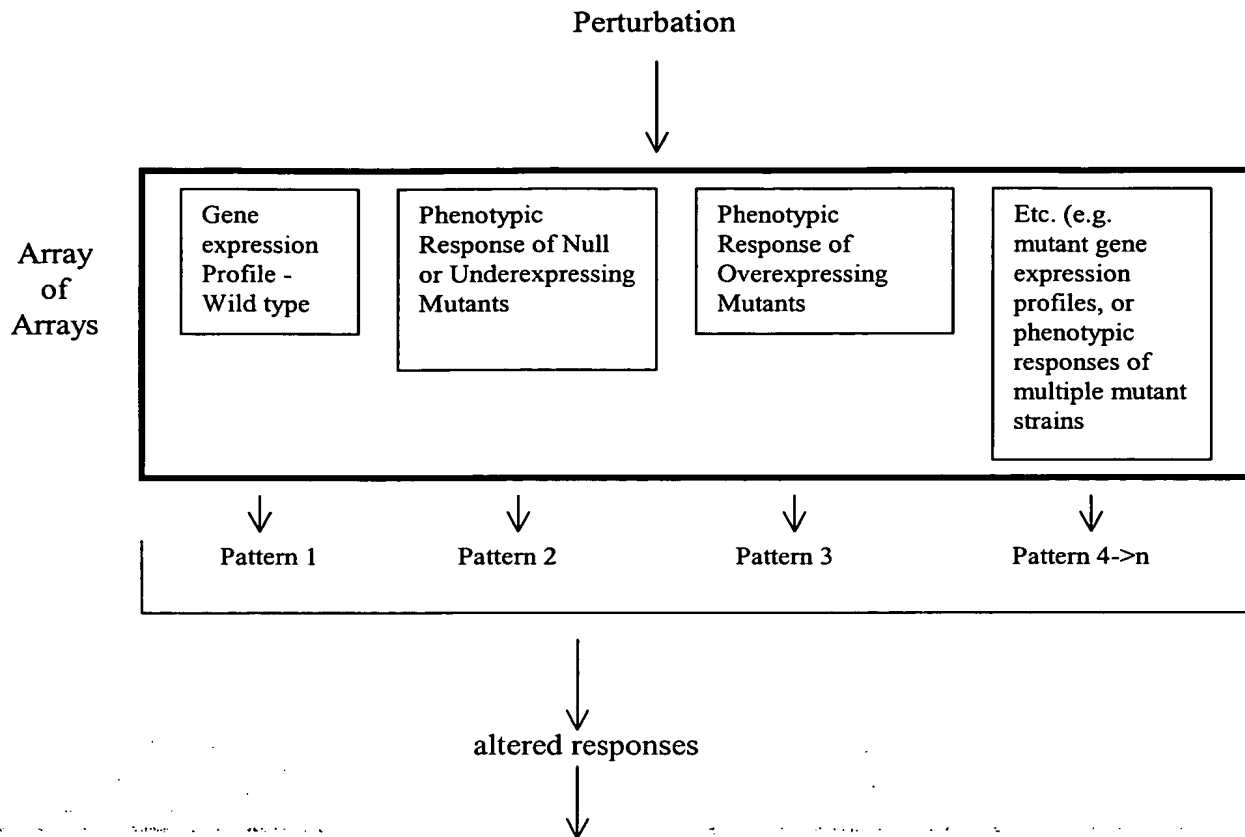 Perturbation
Array
of
Arrays
Gene
expression
Profile -
Wild type
Phenotypic
Response of Null
or Underexpressing
Mutants
Phenotypic
Response of
Overexpressing
Mutants
Etc. (e.g.
mutant gene
expression
profiles, or
phenotypic
responses of
multiple mutant
strains
Pattern 1
Pattern 2
Pattern 3
Pattern 4->n
altered responses